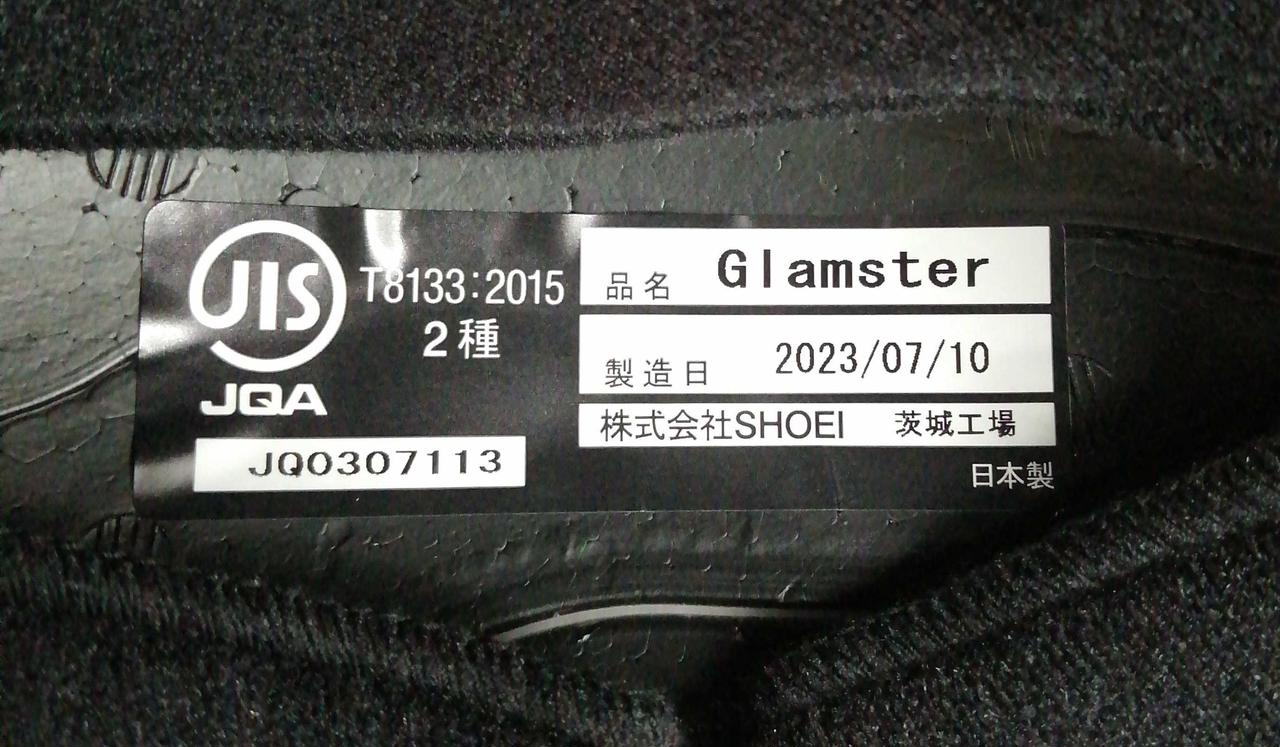 JIS
JQA
T8133:2015
2種
JQ0307113
品名 Glamster
製造日 2023/07/10
株式会社SHOEI 茨城工場
日本製